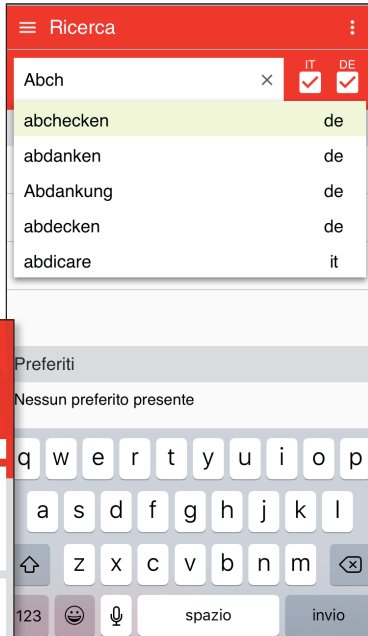 Ricerca
IT DE
Abch
abchecken de
abdanken de
Abdankung de
abdecken de
abdicare it
Preferiti
Nessun preferito presente
q w e r t y u i o p
a s d f g h j k l
z x c v b n m
123 spazio invio